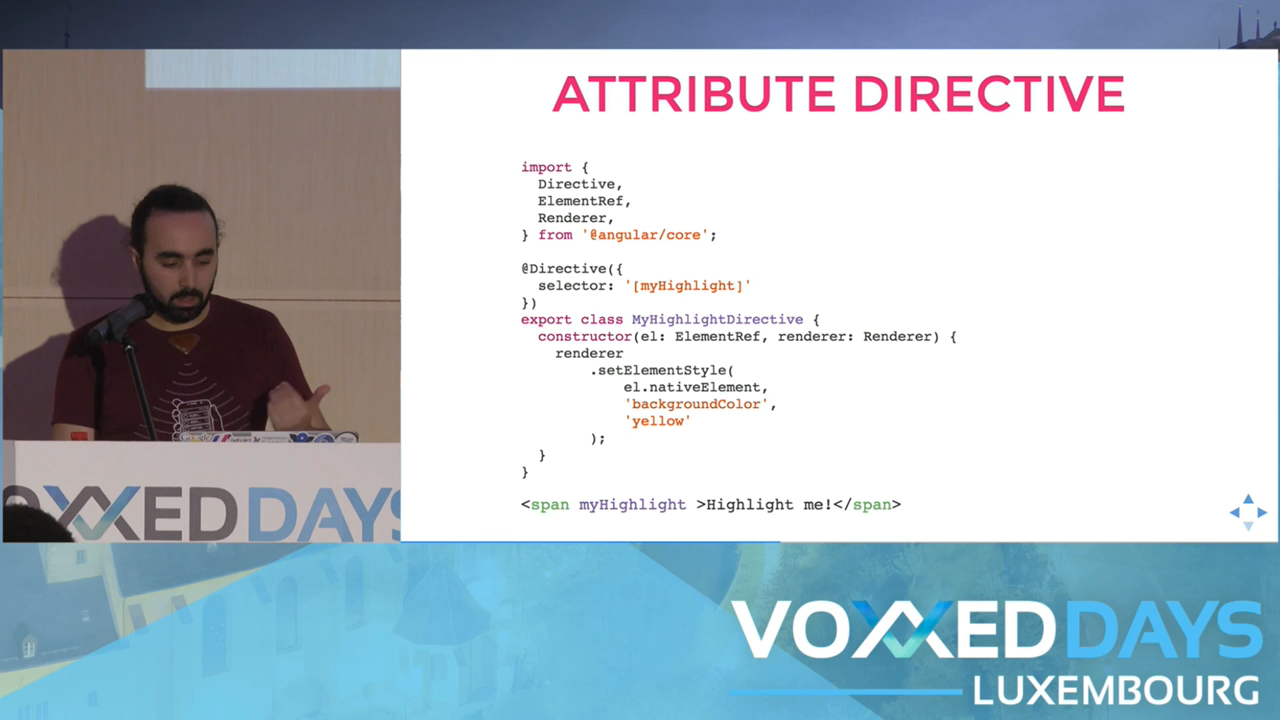 ATTRIBUTE DIRECTIVE
import {
Directive,
ElementRef,
Renderer,
} from '@angular/core';
@Directive({
selector: '[myHighlight]'
})
export class MyHighlightDirective {
constructor(el: ElementRef, renderer: Renderer) {
renderer
.setElementStyle(
el.nativeElement,
'backgroundColor',
'yellow'
);
}
}
<span myHighlight >Highlight me!</span>
VOXXED DAYS
VOXXED DAYS
LUXEMBOURG